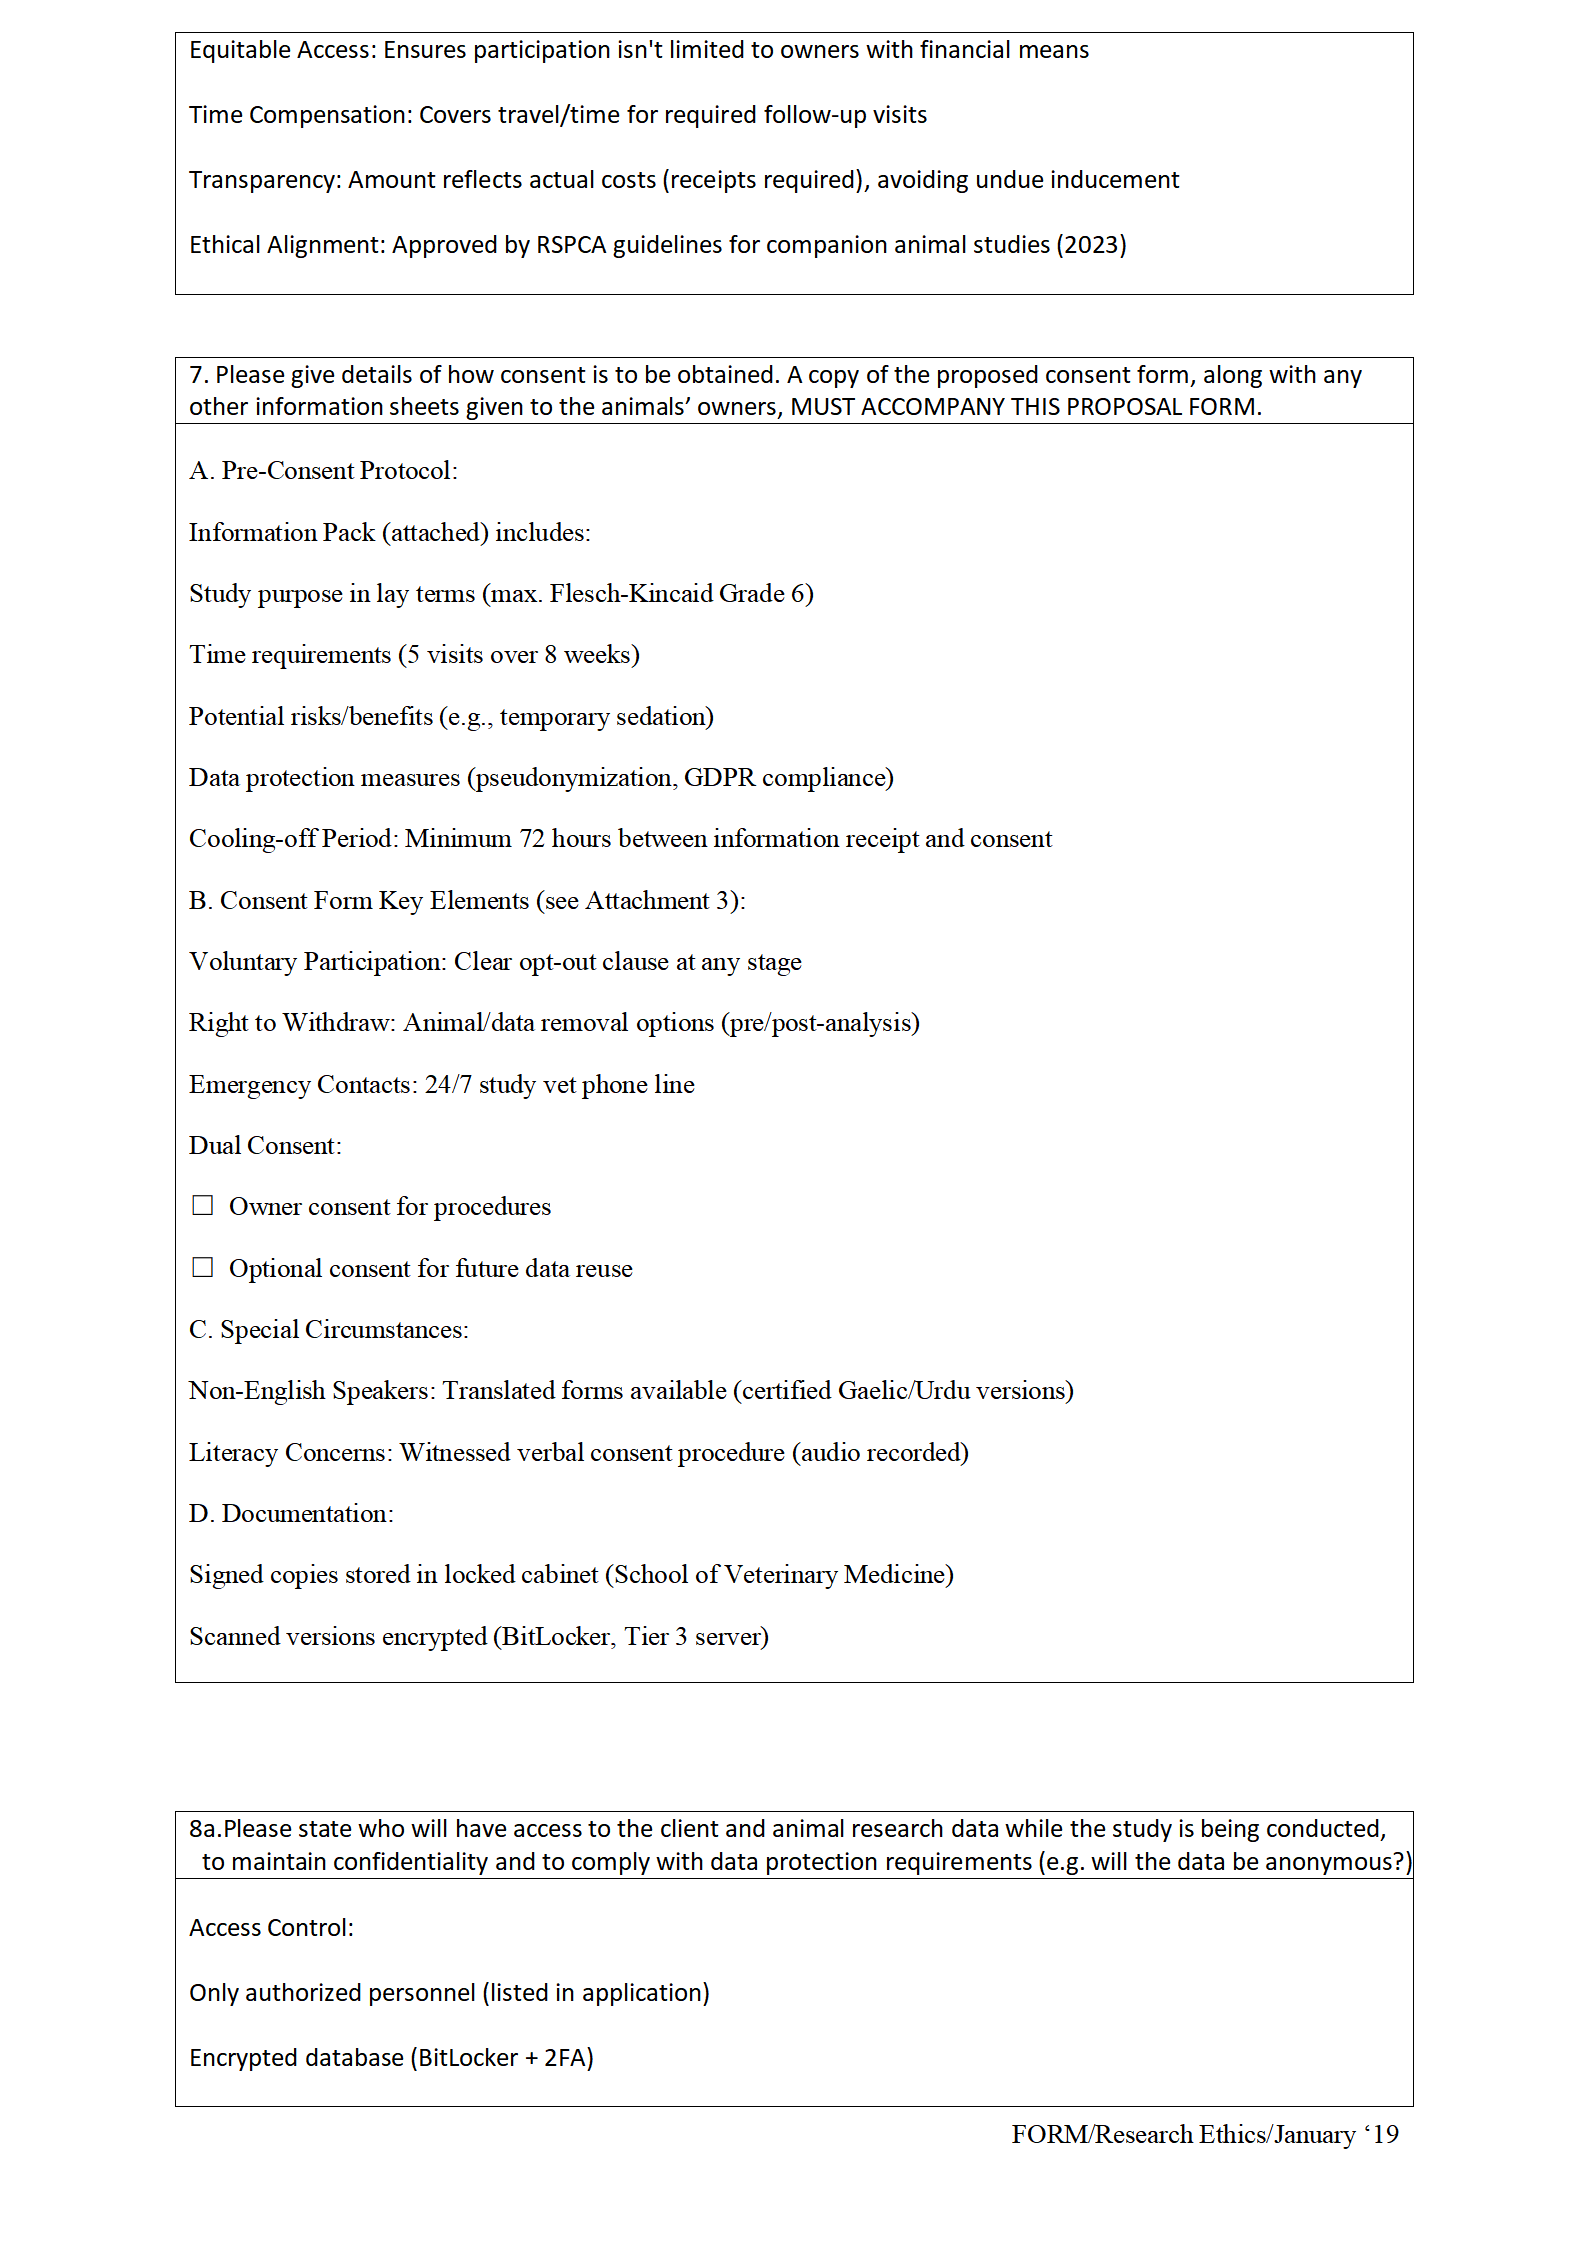 Equitable Access: Ensures participation isn't limited to owners with financial means
Time Compensation: Covers travel/time for required follow-up visits
Transparency: Amount reflects actual costs (receipts required), avoiding undue inducement
Ethical Alignment: Approved by RSPCA guidelines for companion animal studies (2023)
7. Please give details of how consent is to be obtained. A copy of the proposed consent form, along with any
other information sheets given to the animals’ owners, MUST ACCOMPANY THIS PROPOSAL FORM.
A. Pre-Consent Protocol:
Information Pack (attached) includes:
Study purpose in lay terms (max. Flesch-Kincaid Grade 6)
Time requirements (5 visits over 8 weeks)
Potential risks/benefits (e.g., temporary sedation)
Data protection measures (pseudonymization, GDPR compliance)
Cooling-off Period: Minimum 72 hours between information receipt and consent
B. Consent Form Key Elements (see Attachment 3):
Voluntary Participation: Clear opt-out clause at any stage
Right to Withdraw: Animal/data removal options (pre/post-analysis)
Emergency Contacts: 24/7 study vet phone line
Dual Consent:
☐ Owner consent for procedures
☐ Optional consent for future data reuse
C. Special Circumstances:
Non-English Speakers: Translated forms available (certified Gaelic/Urdu versions)
Literacy Concerns: Witnessed verbal consent procedure (audio recorded)
D. Documentation:
Signed copies stored in locked cabinet (School of Veterinary Medicine)
Scanned versions encrypted (BitLocker, Tier 3 server)
8a.Please state who will have access to the client and animal research data while the study is being conducted,
to maintain confidentiality and to comply with data protection requirements (e.g. will the data be anonymous?)
Access Control:
Only authorized personnel (listed in application)
Encrypted database (BitLocker + 2FA)
FORM/Research Ethics/January ‘19